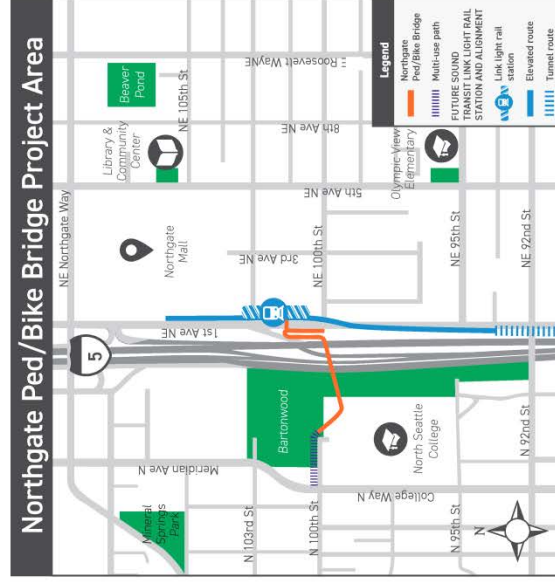 Northgate Ped/Bike Bridge Project Area
NE Northgate Way
5
Mineral
Springs
Park
Meridian Ave N
1st Ave NE
Northgate
Mall
Library &
Community
Center
Beaver
Pond
NE 105th St
Roosevelt WayNE
N 103rd St
Bartonwood
3rd Ave NE
5th Ave NE
8th Ave NE
N 100th St
NE 100th St
College Way N
North Seattle
College
Olympic View
Elementary
N 95th St
NE 95th St
N 92nd St
NE 92nd St
N
Legend
Northgate
Ped/Bike Bridge
Multi-use path
FUTURE SOUND
TRANSIT LINK LIGHT RAIL
STATION AND ALIGNMENT
Link light rail
station
Elevated route
Tunnel route